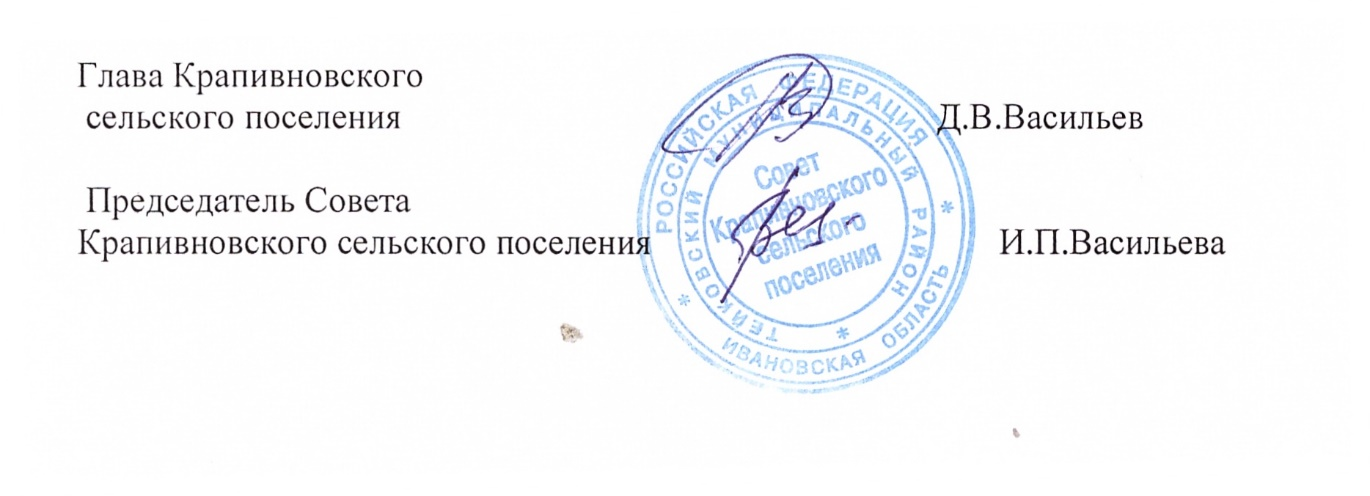 Глава Крапивновского
сельского поселения Д.В.Васильев
Председатель Совета
Крапивновского сельского поселения И.П.Васильева
РОССИЙСКАЯ ФЕДЕРАЦИЯ
* ИВАНОВСКАЯ ОБЛАСТЬ *
ТЕЙКОВСКИЙ МУНИЦИПАЛЬНЫЙ РАЙОН *
Совет
Крапивновского
сельского
поселения